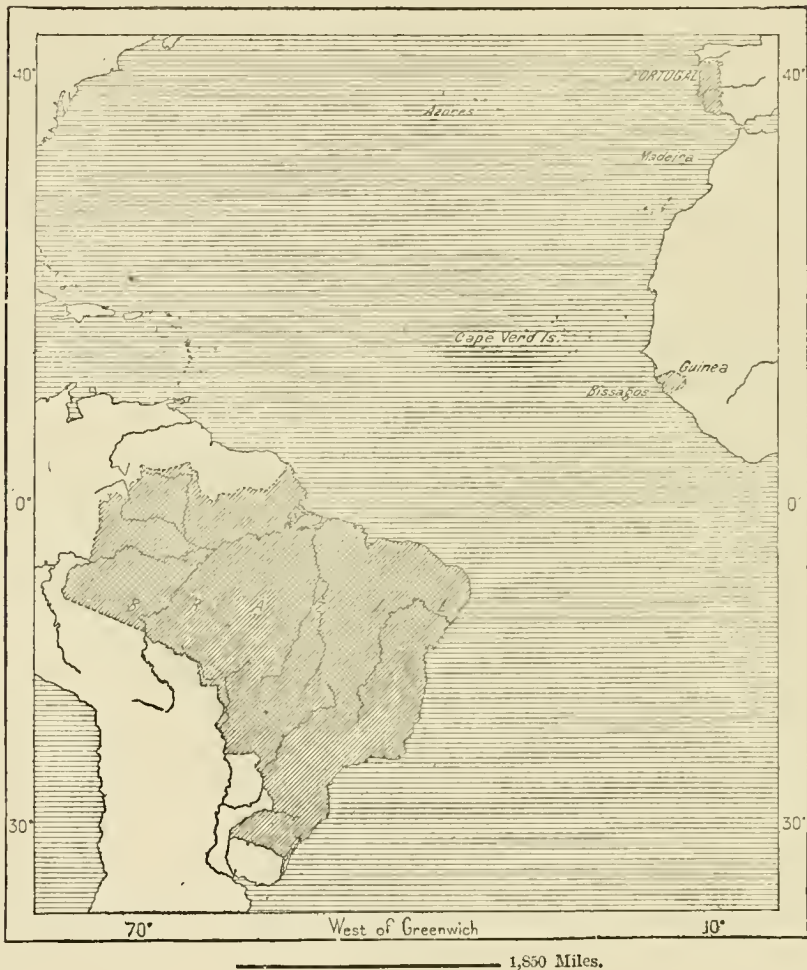 40°
PORTUGAL
40°
Azores
Madeira
Cape Verd Is.
Guinea
Bissagos
0°
0°
B R A Z I L
30°
30°
70°
West of Greenwich
10°
1,850 Miles.